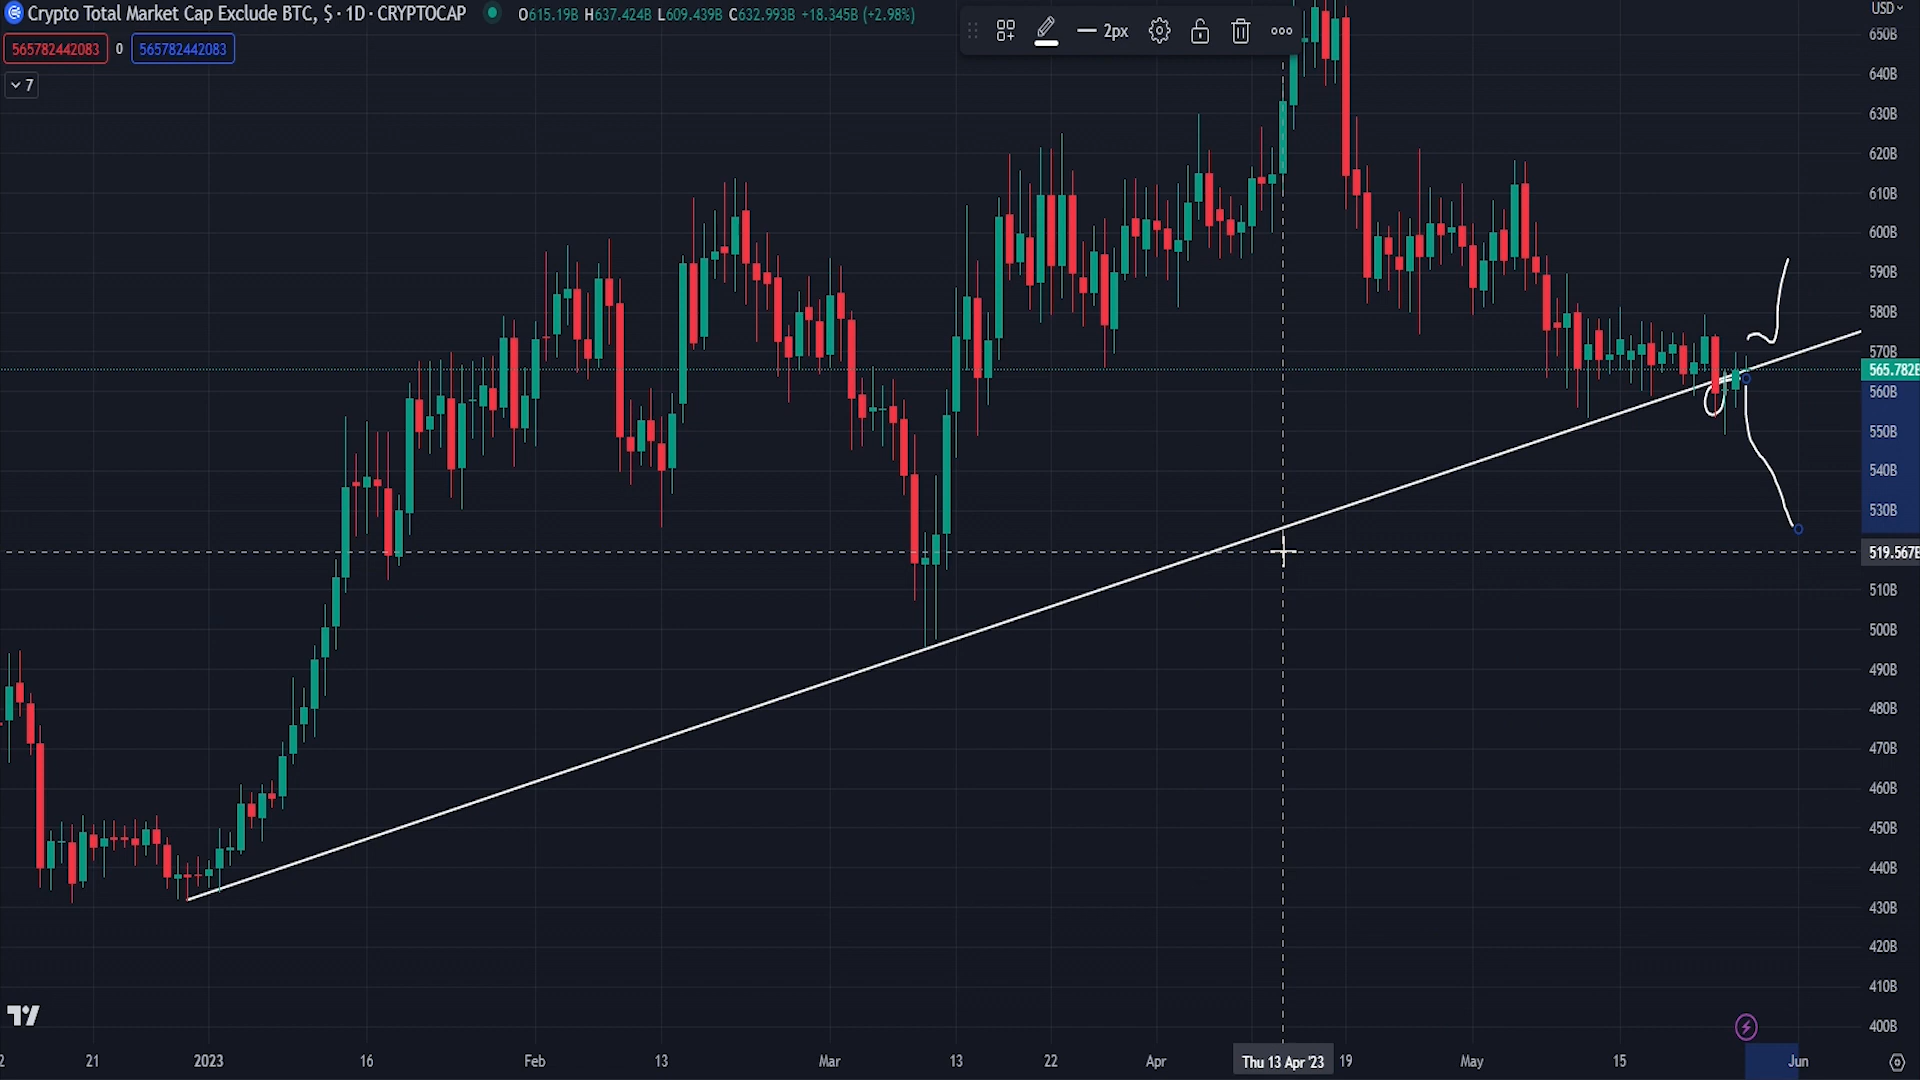 Crypto Total Market Cap Exclude BTC, $ · 1D · CRYPTOCAP O615.19B H637.424B L609.439B C632.993B +18.345B (+2.98%)
565782442083 0 565782442083
7
2px
USD
650B
640B
630B
620B
610B
600B
590B
580B
570B
565.782B
560B
550B
540B
530B
519.567B
510B
500B
490B
480B
470B
460B
450B
440B
430B
420B
410B
400B
2 21 2023 16 Feb 13 Mar 13 22 Apr Thu 13 Apr '23 19 May 15 Jun